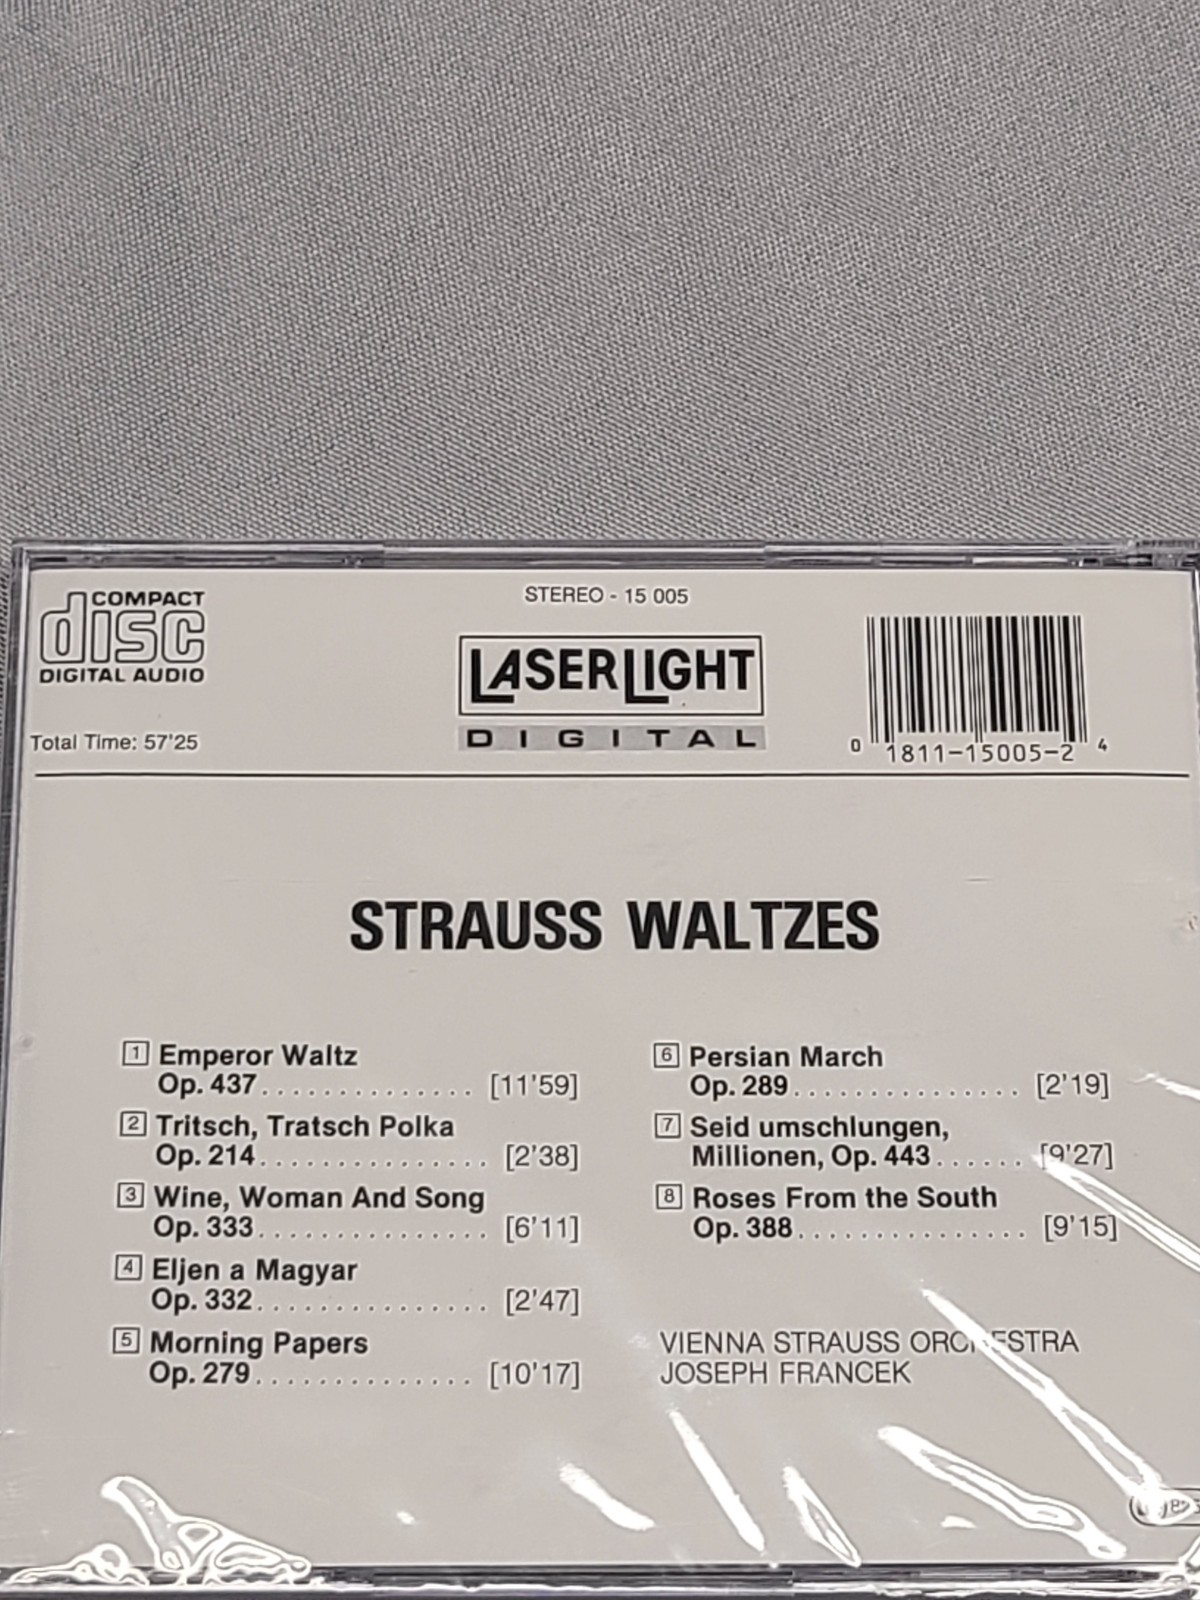 COMPACT
disc
DIGITAL AUDIO
Total Time: 57'25
STEREO - 15 005
LASERLIGHT
DIGITAL
0 1811-15005-2 4
STRAUSS WALTZES
1 Emperor Waltz
Op. 437 . . . . . . . . . . . . . . [11'59]
2 Tritsch, Tratsch Polka
Op. 214 . . . . . . . . . . . . . . . [2'38]
3 Wine, Woman And Song
Op. 333 . . . . . . . . . . . . . . . [6'11]
4 Eljen a Magyar
Op. 332 . . . . . . . . . . . . . . . [2'47]
5 Morning Papers
Op. 279 . . . . . . . . . . . . . . [10'17]
6 Persian March
Op. 289 . . . . . . . . . . . . . . . [2'19]
7 Seid umschlungen,
Millionen, Op. 443 . . . . . . [9'27]
8 Roses From the South
Op. 388 . . . . . . . . . . . . . . . [9'15]
VIENNA STRAUSS ORCHESTRA
JOSEPH FRANCEK